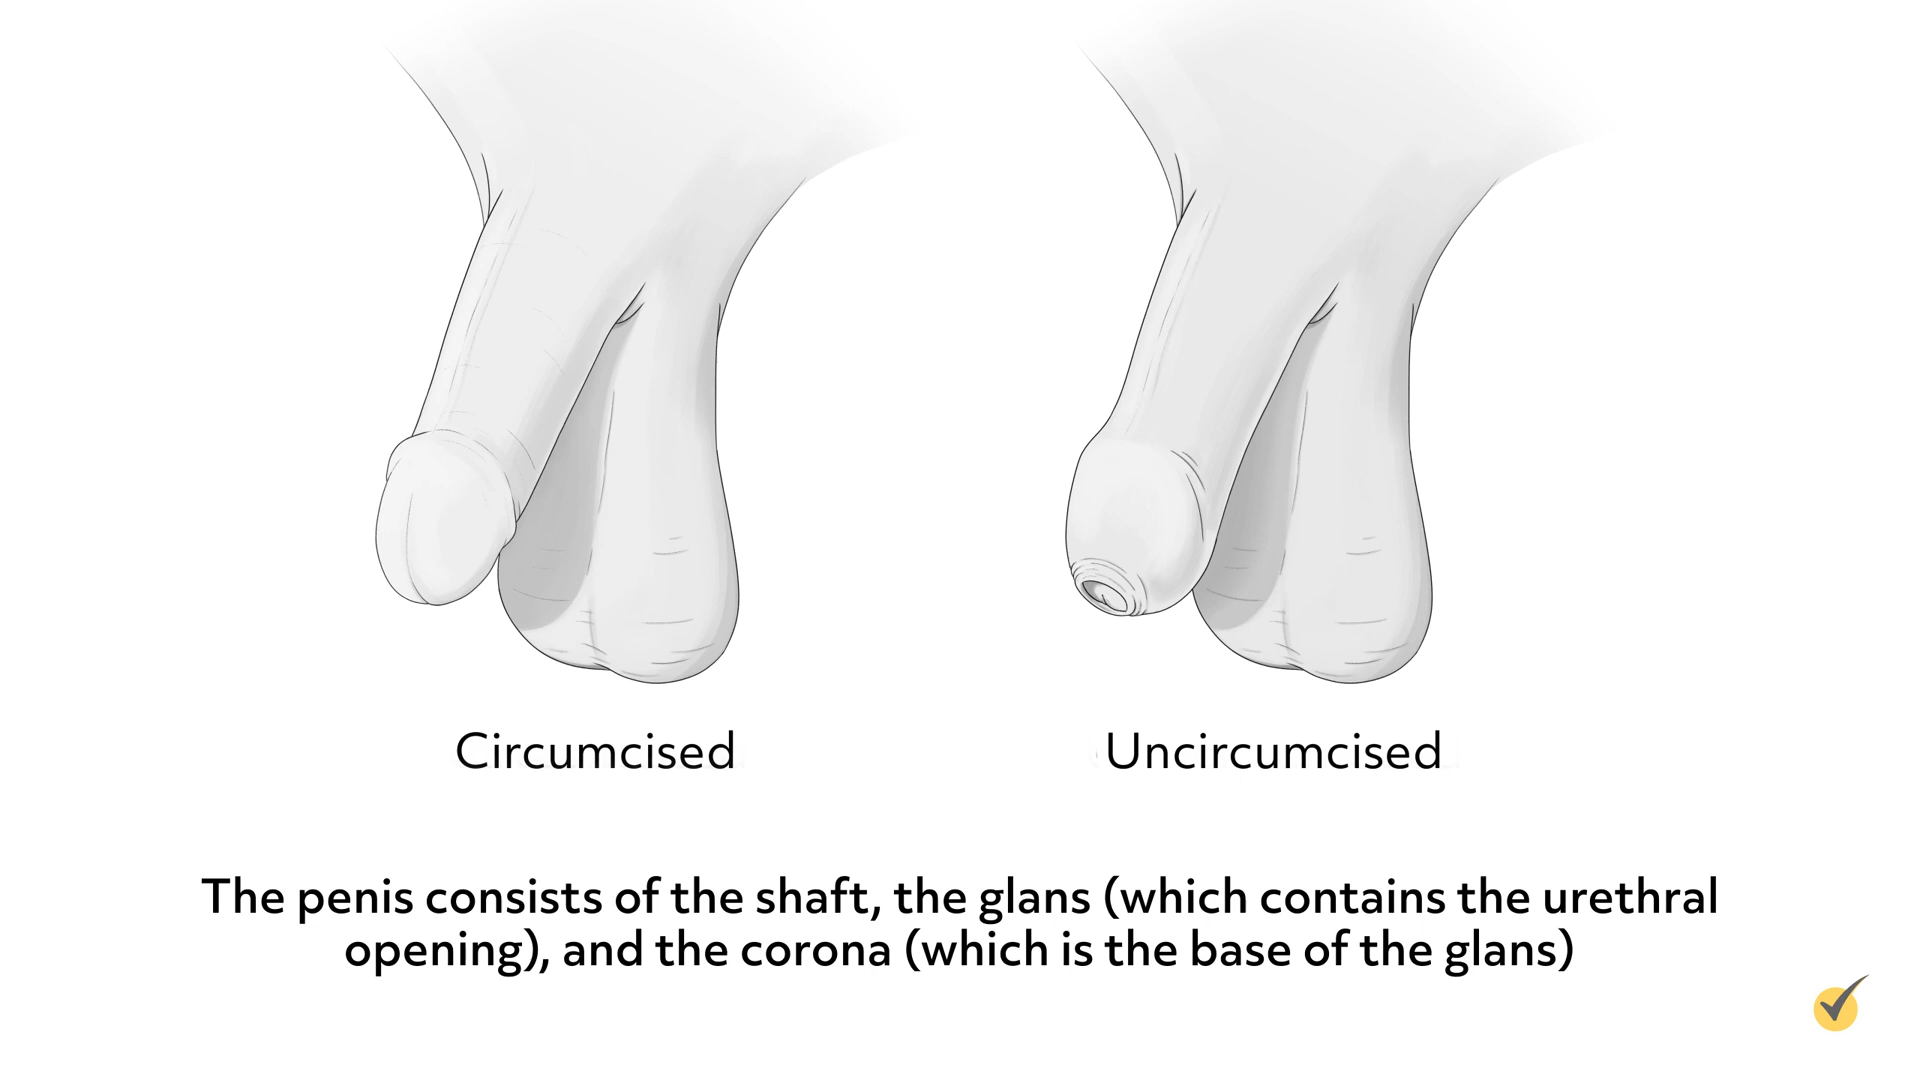 Circumcised
Uncircumcised
The penis consists of the shaft, the glans (which contains the urethral
opening), and the corona (which is the base of the glans)